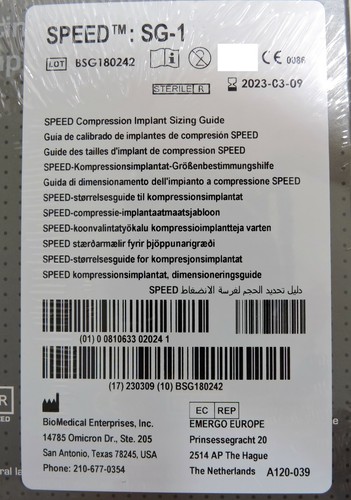 SPEED™: SG-1
LOT BSG180242 CE 0086
STERILE R 2023-03-09
SPEED Compression Implant Sizing Guide
Guia de calibrado de implantes de compresión SPEED
Guide des tailles d'implant de compression SPEED
SPEED-Kompressionsimplantat-Größenbestimmungshilfe
Guida di dimensionamento dell'impianto a compressione SPEED
SPEED-størrelsesguide til kompressionsimplantat
SPEED-compressie-implantaatmaatsjabloon
SPEED-koonvalintatyökalu kompressioimplantteja varten
SPEED stærðarmælir fyrir þjöppunarigræði
SPEED-størrelsesguide for kompresjonsimplantat
SPEED kompressionsimplantat, dimensioneringsguide
دليل تحديد الحجم لغرسة الانضغاط SPEED
(01) 0 0810633 02024 1
(17) 230309 (10) BSG180242
BioMedical Enterprises, Inc.
14785 Omicron Dr., Ste. 205
San Antonio, Texas 78245, USA
Phone: 210-677-0354
EC REP
EMERGO EUROPE
Prinsessegracht 20
2514 AP The Hague
The Netherlands A120-039